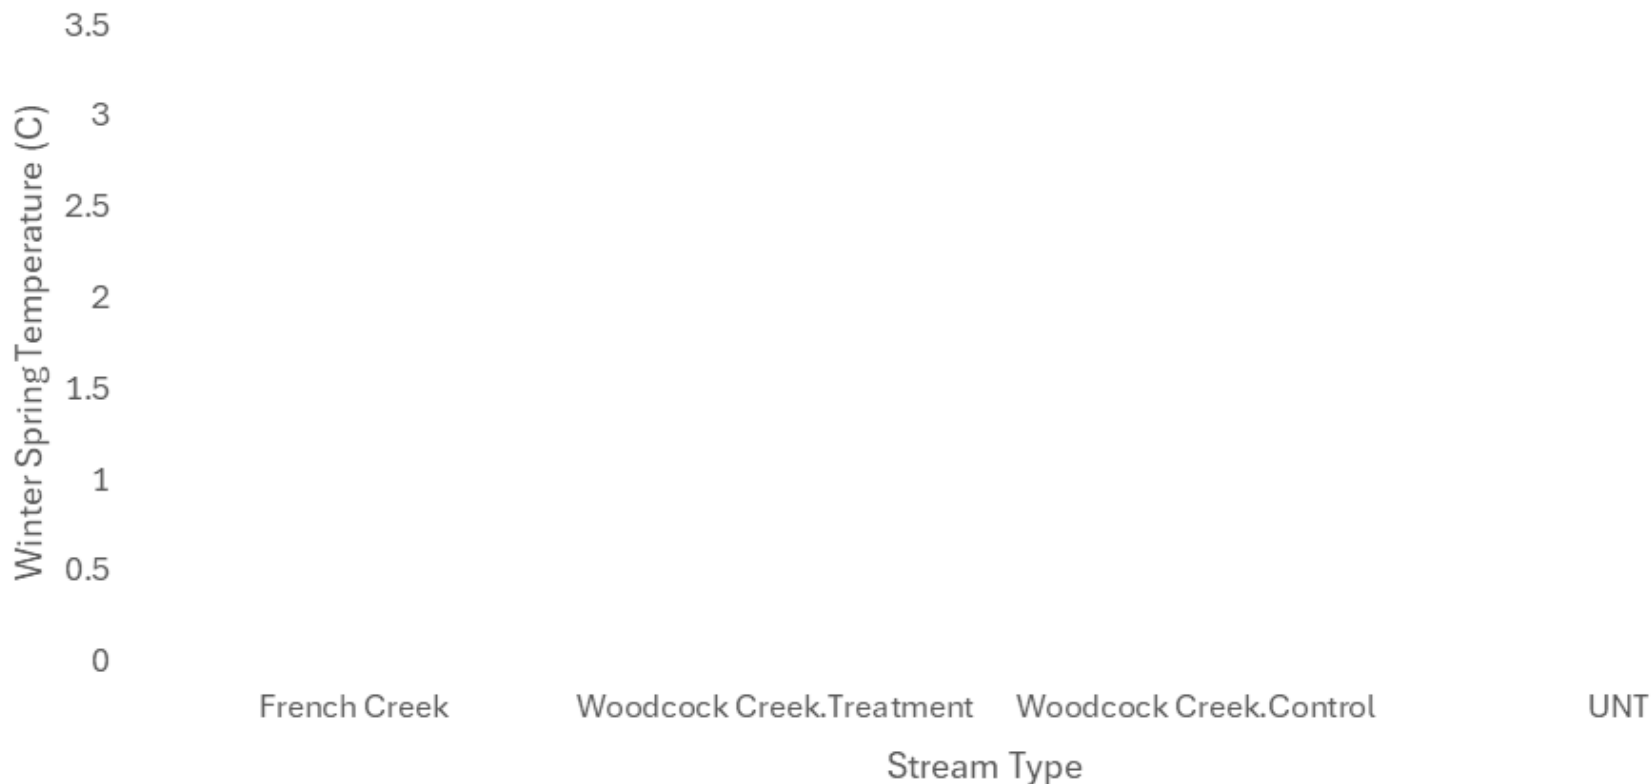 3.5
3
2.5
2
1.5
1
0.5
0
Winter Spring Temperature (C)
French Creek
Woodcock Creek.Treatment
Woodcock Creek.Control
UNT
Stream Type